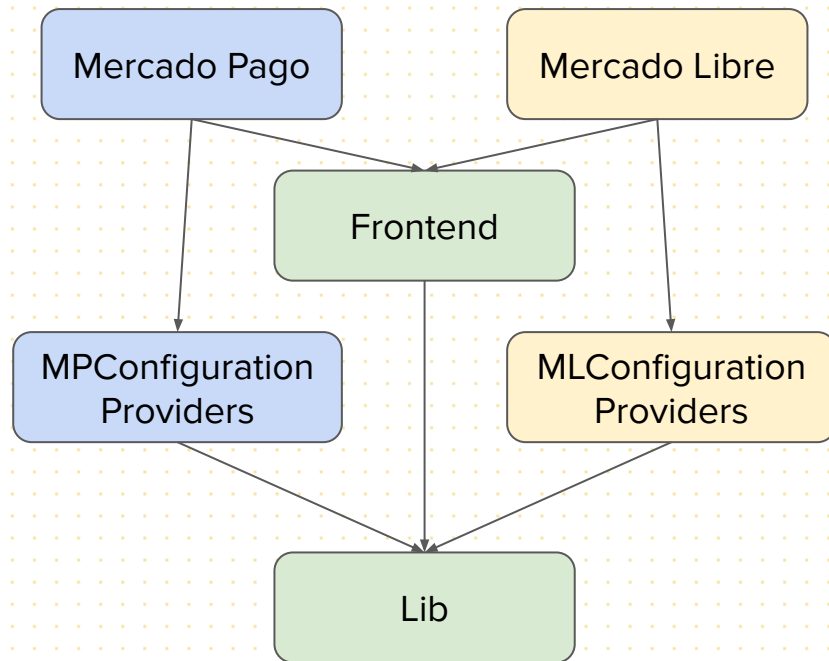 Mercado Pago
Mercado Libre
Frontend
MPConfiguration
Providers
MLConfiguration
Providers
Lib